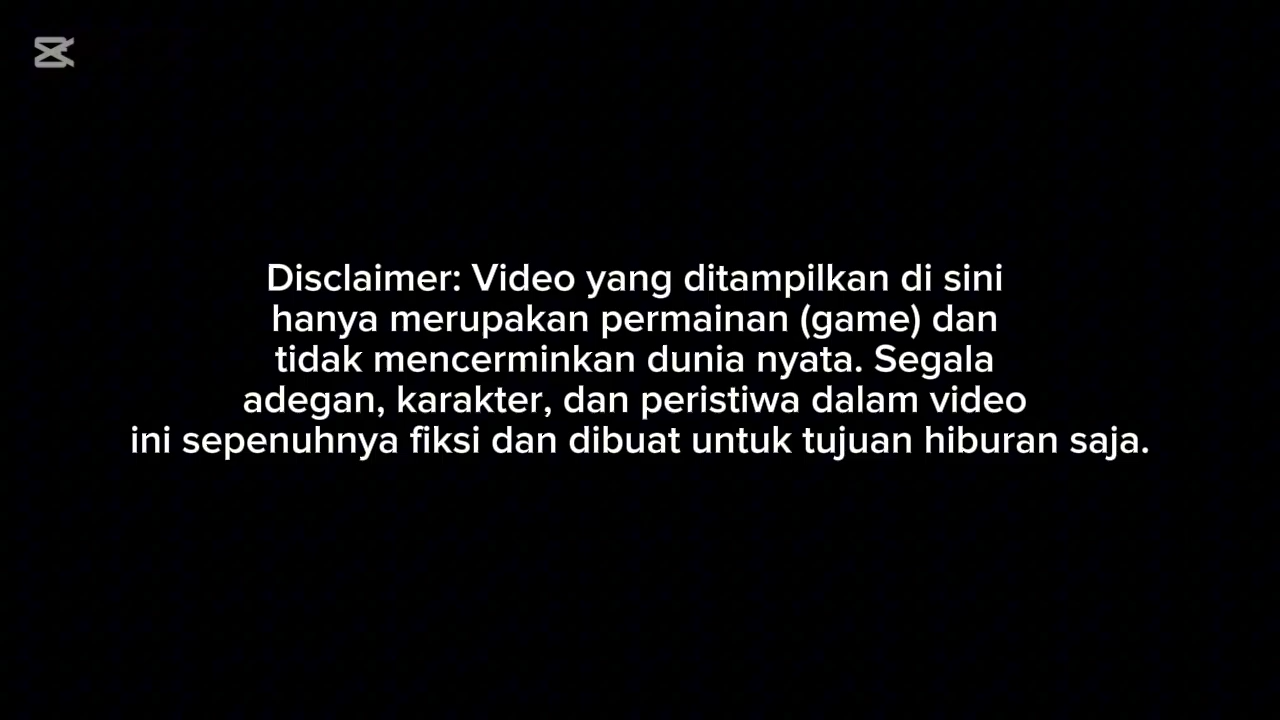 Disclaimer: Video yang ditampilkan di sini
hanya merupakan permainan (game) dan
tidak mencerminkan dunia nyata. Segala
adegan, karakter, dan peristiwa dalam video
ini sepenuhnya fiksi dan dibuat untuk tujuan hiburan saja.